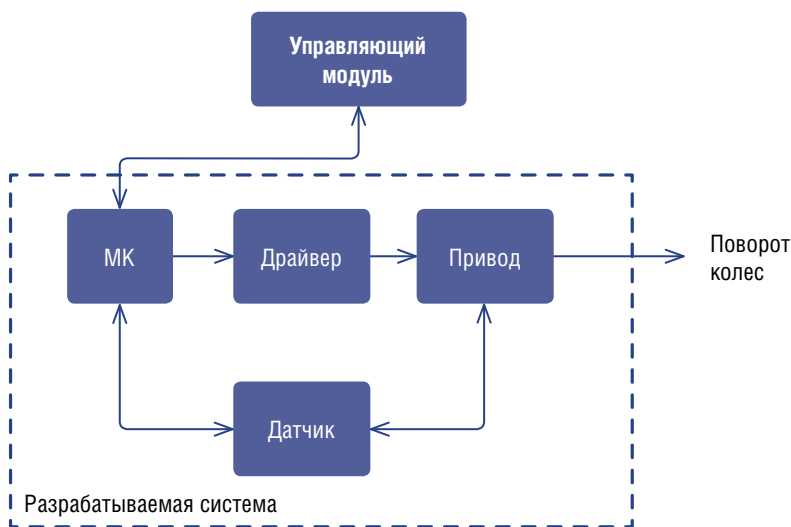 Управляющий
модуль
МК
Драйвер
Привод
Поворот
колес
Датчик
Разрабатываемая система